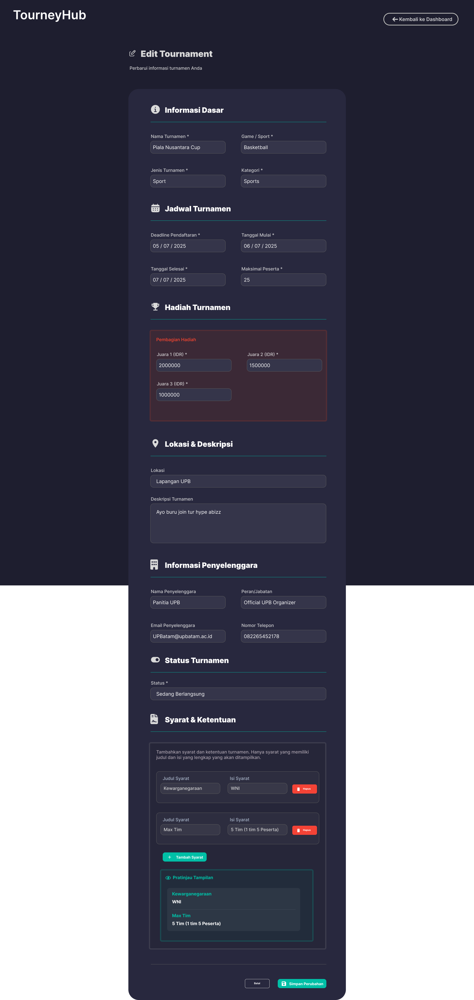 TourneyHub
Kembali ke Dashboard
Edit Tournament
Perbarui informasi turnamen Anda
Informasi Dasar
Nama Turnamen *
Game / Sport *
Piala Nusantara Cup
Basketball
Jenis Turnamen *
Kategori *
Sport
Sports
Jadwal Turnamen
Deadline Pendaftaran *
Tanggal Mulai *
05 / 07 / 2025
06 / 07 / 2025
Tanggal Selesai *
Maksimal Peserta *
07 / 07 / 2025
25
Hadiah Turnamen
Pembagian Hadiah
Juara 1 (IDR) *
Juara 2 (IDR) *
2000000
1500000
Juara 3 (IDR) *
1000000
Lokasi & Deskripsi
Lokasi
Lapangan UPB
Deskripsi Turnamen
Ayo buru join tur hype abizz
Informasi Penyelenggara
Nama Penyelenggara
Peran/Jabatan
Panitia UPB
Official UPB Organizer
Email Penyelenggara
Nomor Telepon
UPBatam@upbatam.ac.id
082265452178
Status Turnamen
Status *
Sedang Berlangsung
Syarat & Ketentuan
Tambahkan syarat dan ketentuan turnamen. Hanya syarat yang memiliki
judul dan isi yang lengkap yang akan ditampilkan.
Judul Syarat
Isi Syarat
Kewarganegaraan
WNI
Hapus
Judul Syarat
Isi Syarat
Max Tim
5 Tim (1 tim 5 Peserta)
Hapus
Tambah Syarat
Pratinjau Tampilan
Kewarganegaraan
WNI
Max Tim
5 Tim (1 tim 5 Peserta)
Batal
Simpan Perubahan